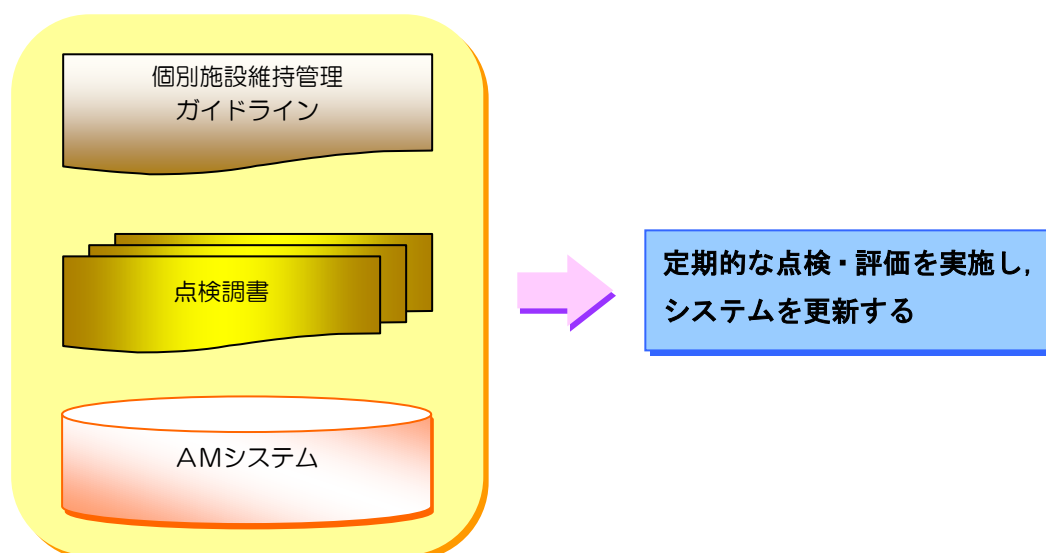 個別施設維持管理
ガイドライン
点検調書
AMシステム
定期的な点検・評価を実施し,
システムを更新する